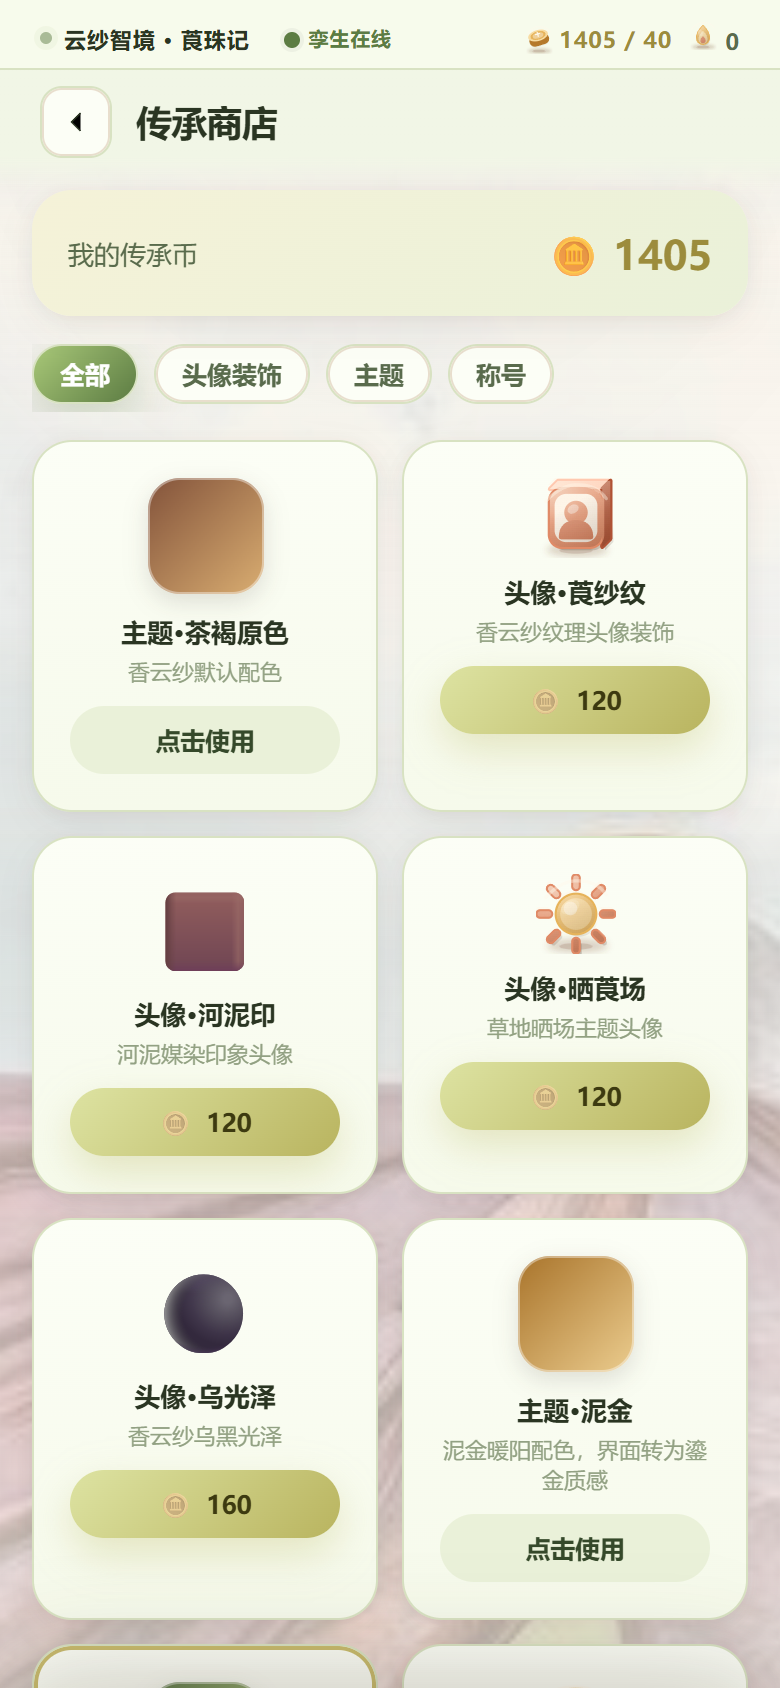 云纱智境·莨珠记
孪生在线
1405 / 40
0
传承商店
我的传承币
1405
全部
头像装饰
主题
称号
主题·茶褐原色
香云纱默认配色
点击使用
头像·莨纱纹
香云纱纹理头像装饰
120
头像·河泥印
河泥媒染印象头像
120
头像·晒莨场
草地晒场主题头像
120
头像·乌光泽
香云纱乌黑光泽
160
主题·泥金
泥金暖阳配色，界面转为鎏
金质感
点击使用